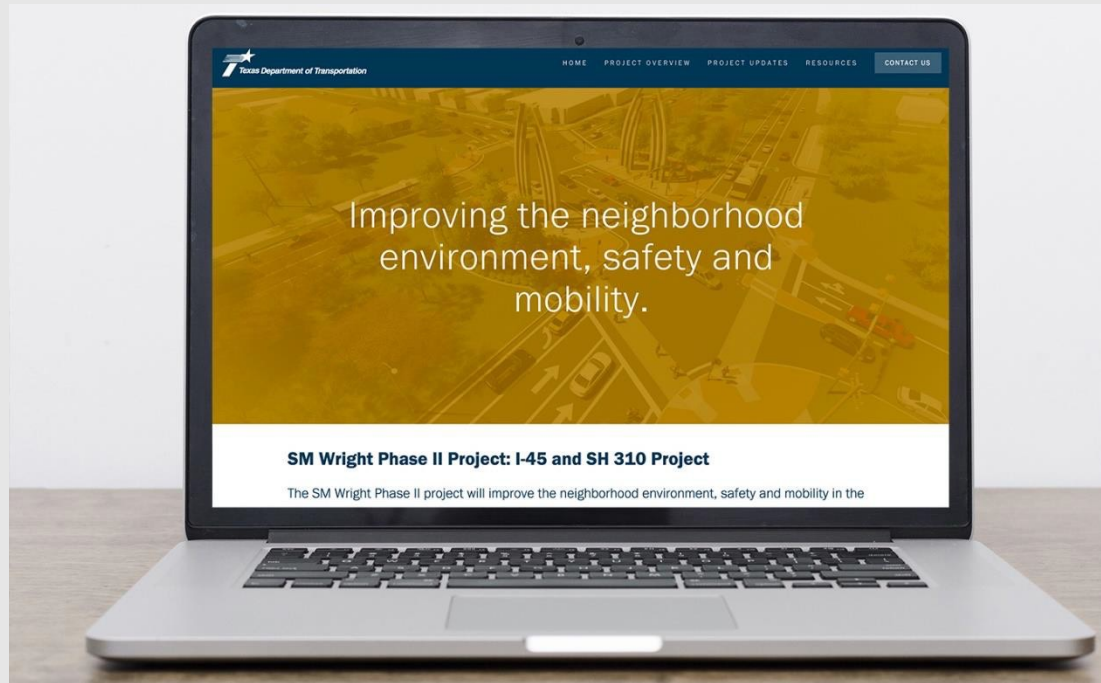 Texas Department of Transportation
HOME PROJECT OVERVIEW PROJECT UPDATES RESOURCES CONTACT US
Improving the neighborhood
environment, safety and
mobility.
SM Wright Phase II Project: I-45 and SH 310 Project
The SM Wright Phase II project will improve the neighborhood environment, safety and mobility in the